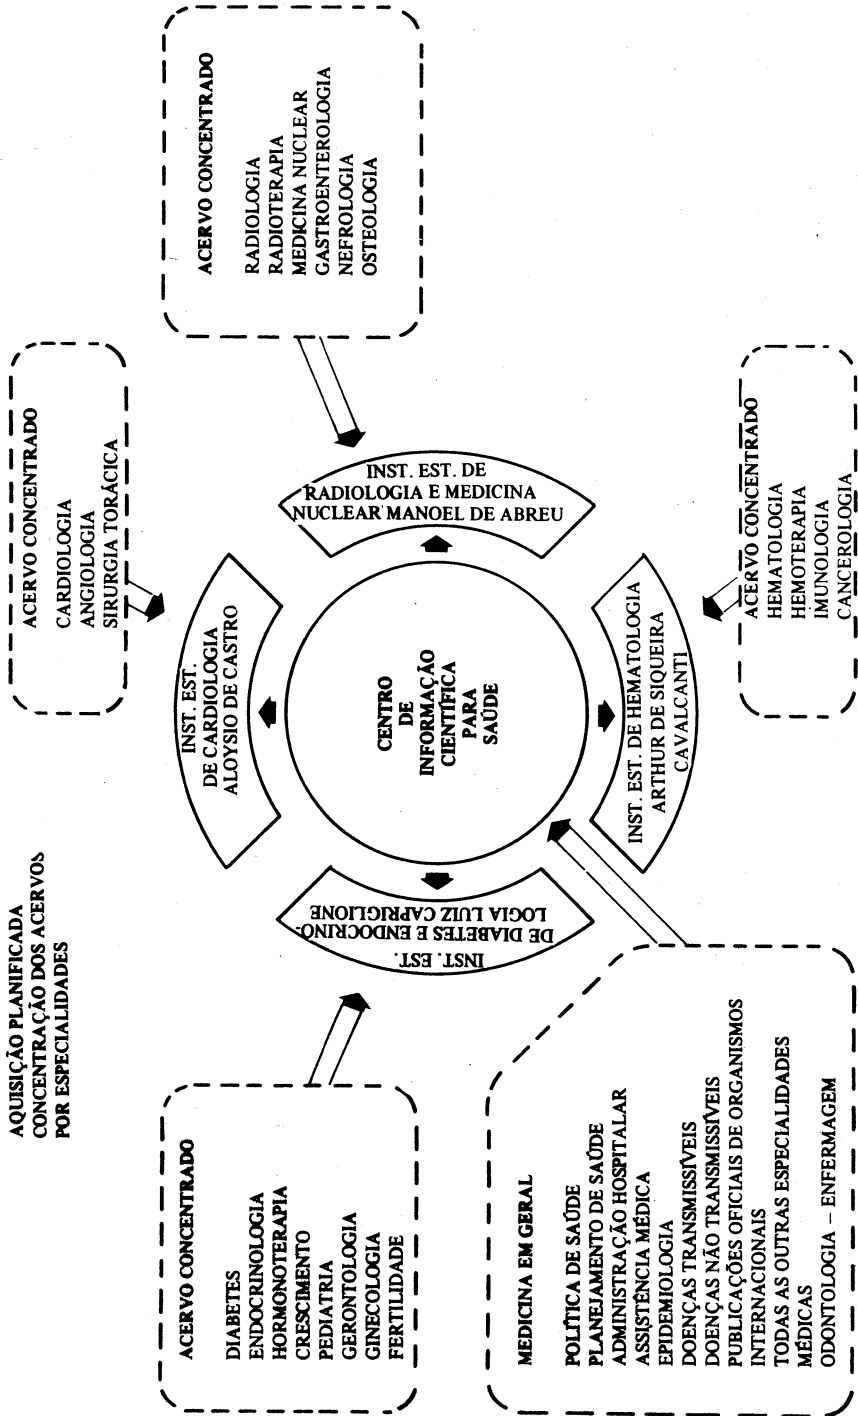 AQUISIÇÃO PLANIFICADA
CONCENTRAÇÃO DOS ACERVOS
POR ESPECIALIDADES
ACERVO CONCENTRADO
CARDIOLOGIA
ANGIOLOGIA
SIRURGIA TORÁCICA
ACERVO CONCENTRADO
DIABETES
ENDOCRINOLOGIA
HORMONOTERAPIA
CRESCIMENTO
PEDIATRIA
GERONTOLOGIA
GINECOLOGIA
FERTILIDADE
INST. EST.
DE CARDIOLOGIA
ALOYSIO DE CASTRO
ACERVO CONCENTRADO
RADIOLOGIA
RADIOTERAPIA
MEDICINA NUCLEAR
GASTROENTEROLOGIA
NEFROLOGIA
OSTEOLOGIA
INST. EST.
DE DIABETES E ENDOCRINO-
LOGIA LUIZ CAPRIGLIONE
CENTRO
DE
INFORMAÇÃO
CIENTÍFICA
PARA
SAÚDE
INST. EST. DE
RADIOLOGIA E MEDICINA
NUCLEAR MANOEL DE ABREU
INST. EST. DE HEMATOLOGIA
ARTHUR DE SIQUEIRA
CAVALCANTI
MEDICINA EM GERAL
POLÍTICA DE SAÚDE
PLANEJAMENTO DE SAÚDE
ADMINISTRAÇÃO HOSPITALAR
ASSISTÊNCIA MÉDICA
EPIDEMIOLOGIA
DOENÇAS TRANSMISSÍVEIS
DOENÇAS NÃO TRANSMISSÍVEIS
PUBLICAÇÕES OFICIAIS DE ORGANISMOS
INTERNACIONAIS
TODAS AS OUTRAS ESPECIALIDADES
MÉDICAS
ODONTOLOGIA – ENFERMAGEM
ACERVO CONCENTRADO
HEMATOLOGIA
HEMOTERAPIA
IMUNOLOGIA
CANCEROLOGIA